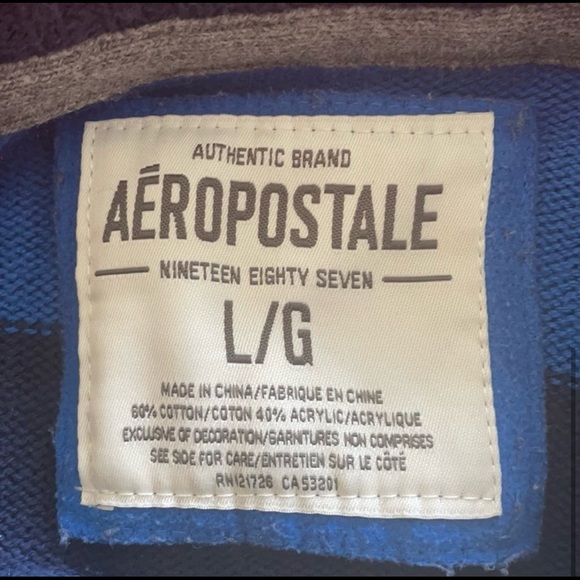 AUTHENTIC BRAND
AÉROPOSTALE
NINETEEN EIGHTY SEVEN
L/G
MADE IN CHINA/FABRIQUE EN CHINE
60% COTTON/COTON 40% ACRYLIC/ACRYLIQUE
EXCLUSIVE OF DECORATION/GARNITURES NON COMPRISES
SEE SIDE FOR CARE/ENTRETIEN SUR LE CÔTÉ
RN121726 CA53201